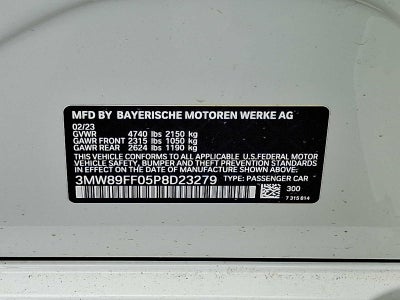 MFD BY BAYERISCHE MOTOREN WERKE AG
02/23
GVWR 4740 lbs 2150 kg
GAWR FRONT 2315 lbs 1050 kg
GAWR REAR 2624 lbs 1190 kg
THIS VEHICLE CONFORMS TO ALL APPLICABLE U.S.FEDERAL MOTOR
VEHICLE SAFETY, BUMPER, AND THEFT PREVENTION STANDARDS
IN EFFECT ON THE DATE OF MANUFACTURE SHOWN ABOVE.
3MW89FF05P8D23279 TYPE: PASSENGER CAR
300
7 315 814